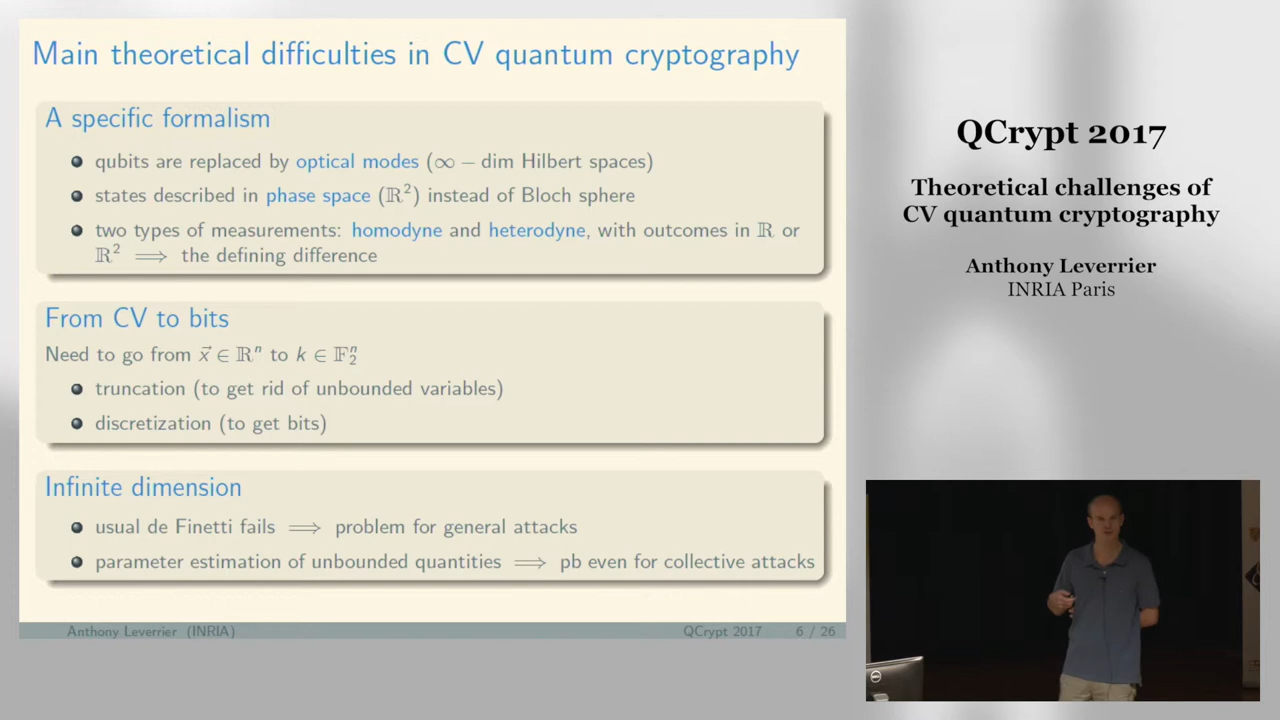 Main theoretical difficulties in CV quantum cryptography
A specific formalism
qubits are replaced by optical modes (∞ − dim Hilbert spaces)
states described in phase space (ℝ²) instead of Bloch sphere
two types of measurements: homodyne and heterodyne, with outcomes in ℝ or
ℝ² ⟹ the defining difference
From CV to bits
Need to go from x⃗ ∈ ℝⁿ to k ∈ 𝔽₂ⁿ
truncation (to get rid of unbounded variables)
discretization (to get bits)
Infinite dimension
usual de Finetti fails ⟹ problem for general attacks
parameter estimation of unbounded quantities ⟹ pb even for collective attacks
Anthony Leverrier (INRIA) QCrypt 2017 6 / 26
QCrypt 2017
Theoretical challenges of
CV quantum cryptography
Anthony Leverrier
INRIA Paris